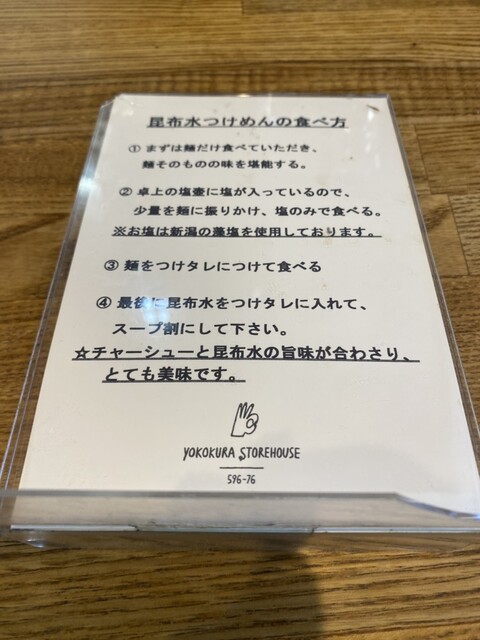 昆布水つけめんの食べ方
① まずは麺だけ食べていただき、
麺そのものの味を堪能する。
② 卓上の塩壷に塩が入っているので、
少量を麺に振りかけ、塩のみで食べる。
※お塩は新潟の藻塩を使用しております。
③ 麺をつけタレにつけて食べる
④ 最後に昆布水をつけタレに入れて、
スープ割にして下さい。
☆チャーシューと昆布水の旨味が合わさり、
とても美味です。
YOKOKURA STOREHOUSE
596-76